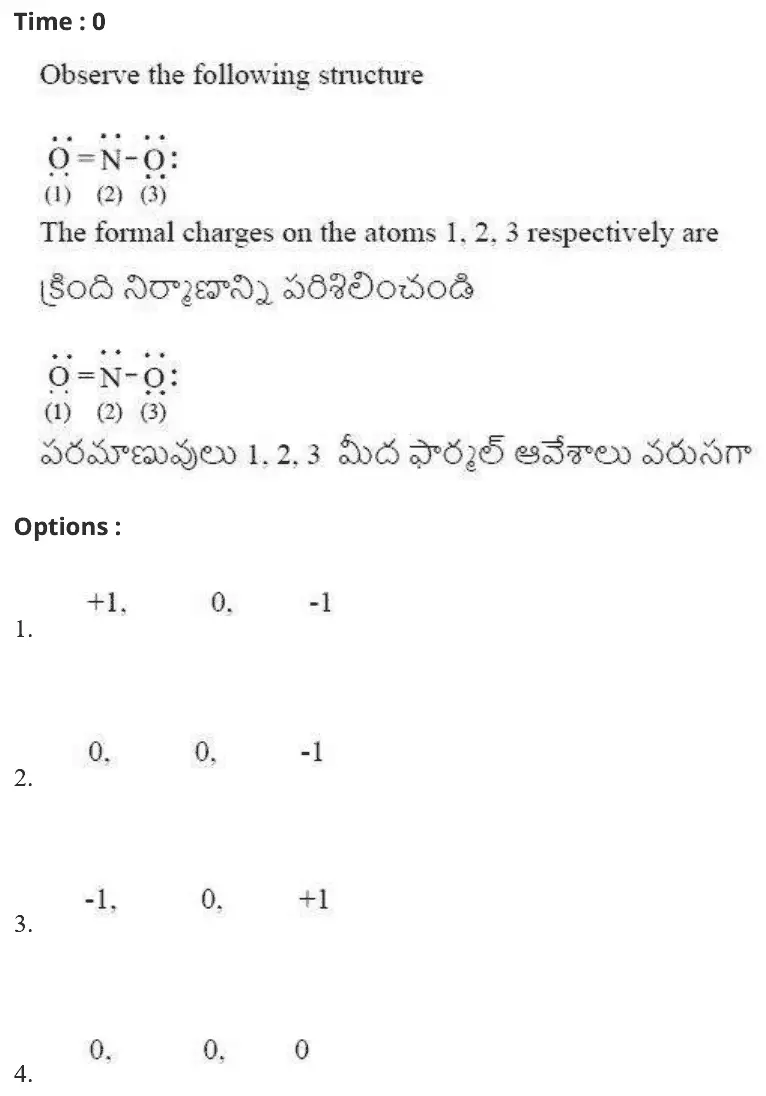 Time : 0
Observe the following structure
Ö=N̈-Ö:
(1) (2) (3)
The formal charges on the atoms 1, 2, 3 respectively are
క్రింది నిర్మాణాన్ని పరిశిలించండి
Ö=N̈-Ö:
(1) (2) (3)
పరమాణువులు 1, 2, 3 మీద ఫార్మల్ ఆవేశాలు వరుసగా
Options :
+1, 0, -1
1.
0, 0, -1
2.
-1, 0, +1
3.
0, 0, 0
4.